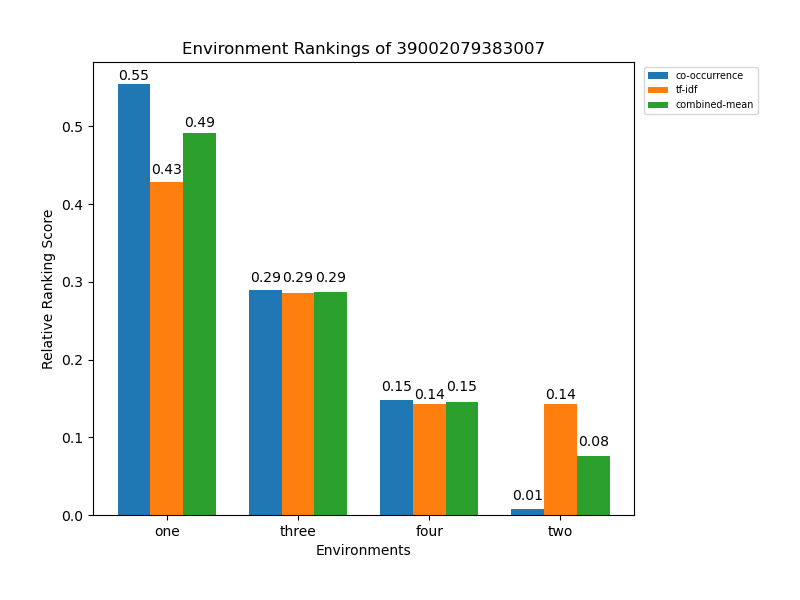 Environment Rankings of 39002079383007
co-occurrence
tf-idf
combined-mean
Relative Ranking Score
0.5
0.4
0.3
0.2
0.1
0.0
0.55
0.43
0.49
0.29
0.29
0.29
0.15
0.14
0.15
0.01
0.14
0.08
one
three
four
two
Environments